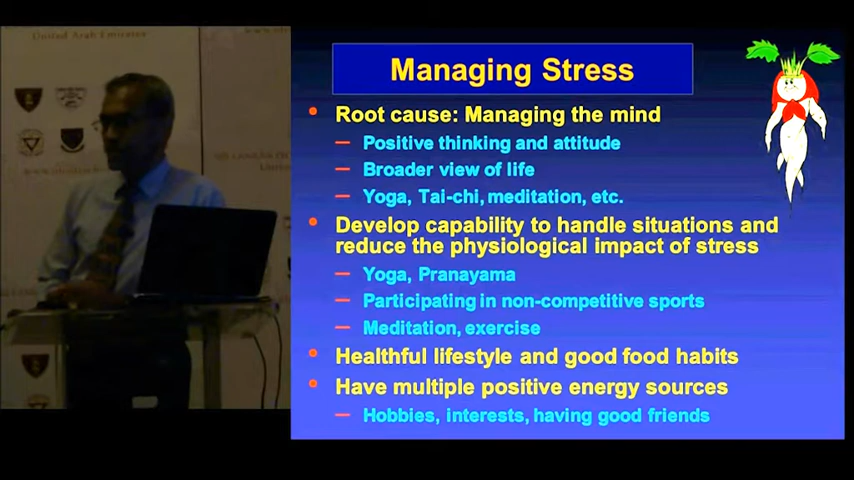 United Arab Emirates
Managing Stress
• Root cause: Managing the mind
– Positive thinking and attitude
– Broader view of life
– Yoga, Tai-chi, meditation, etc.
• Develop capability to handle situations and
reduce the physiological impact of stress
– Yoga, Pranayama
– Participating in non-competitive sports
– Meditation, exercise
• Healthful lifestyle and good food habits
• Have multiple positive energy sources
– Hobbies, interests, having good friends